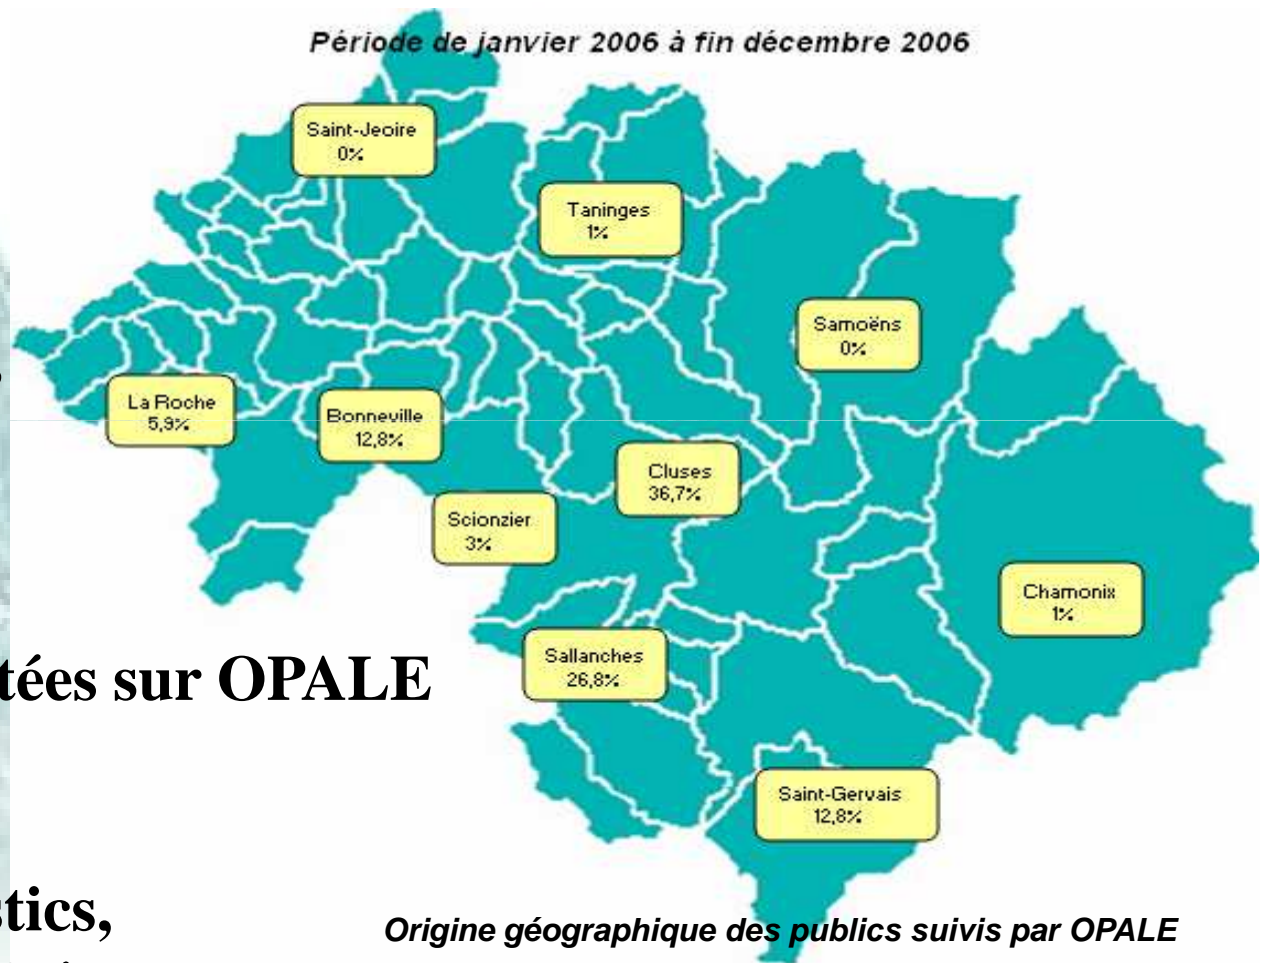 Période de janvier 2006 à fin décembre 2006
Saint-Jeoire
0%
Taninges
1%
Samoëns
0%
La Roche
5,9%
Bonneville
12,8%
Cluses
36,7%
Scionzier
3%
Chamonix
1%
tées sur OPALE
Sallanches
26,8%
Saint-Gervais
12,8%
stics,
Origine géographique des publics suivis par OPALE